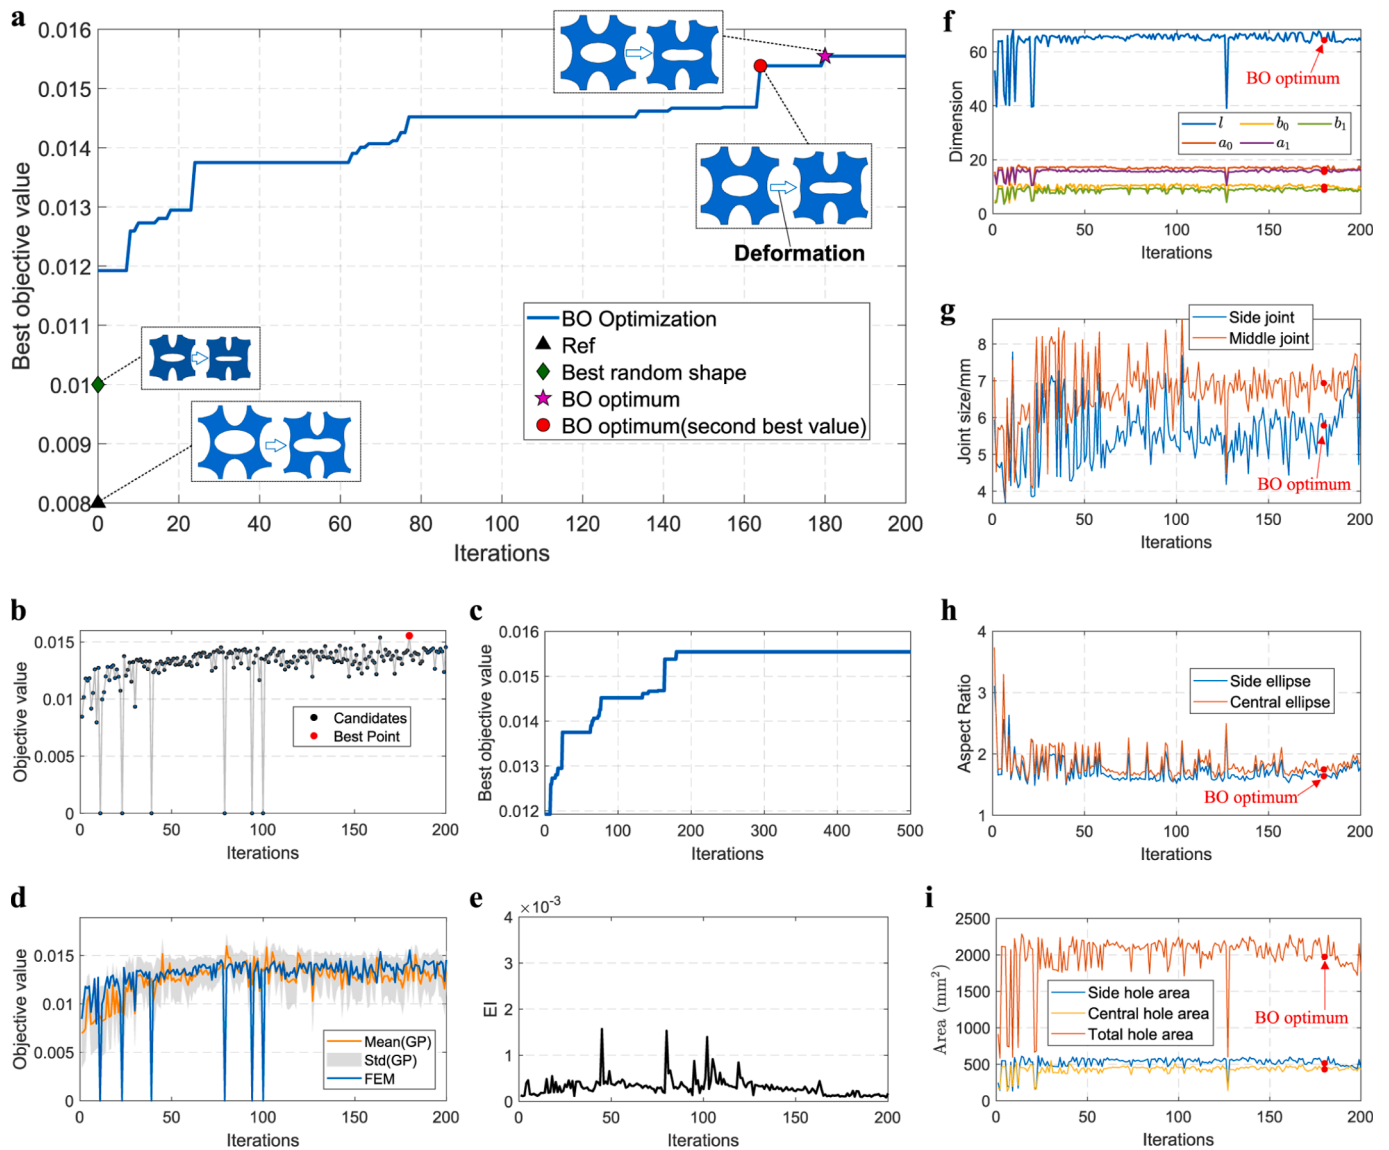 a
0.016
0.015
0.014
0.013
0.012
0.011
0.01
0.009
0.008
Best objective value
0 20 40 60 80 100 120 140 160 180 200
Iterations
Deformation
BO Optimization
Ref
Best random shape
BO optimum
BO optimum(second best value)
f
60
40
20
0
Dimension
0 50 100 150 200
Iterations
BO optimum
l b0 b1
a0 a1
g
8
7
6
5
4
Joint size/mm
0 50 100 150 200
Iterations
Side joint
Middle joint
BO optimum
b
0.015
0.01
0.005
0
Objective value
0 50 100 150 200
Iterations
Candidates
Best Point
c
0.016
0.015
0.014
0.013
0.012
Best objective value
0 100 200 300 400 500
Iterations
h
4
3
2
1
Aspect Ratio
0 50 100 150 200
Iterations
Side ellipse
Central ellipse
BO optimum
d
0.015
0.01
0.005
0
Objective value
0 50 100 150 200
Iterations
Mean(GP)
Std(GP)
FEM
e
×10-3
4
3
2
1
0
EI
0 50 100 150 200
Iterations
i
2500
2000
1500
1000
500
0
Area (mm²)
0 50 100 150 200
Iterations
Side hole area
Central hole area
Total hole area
BO optimum